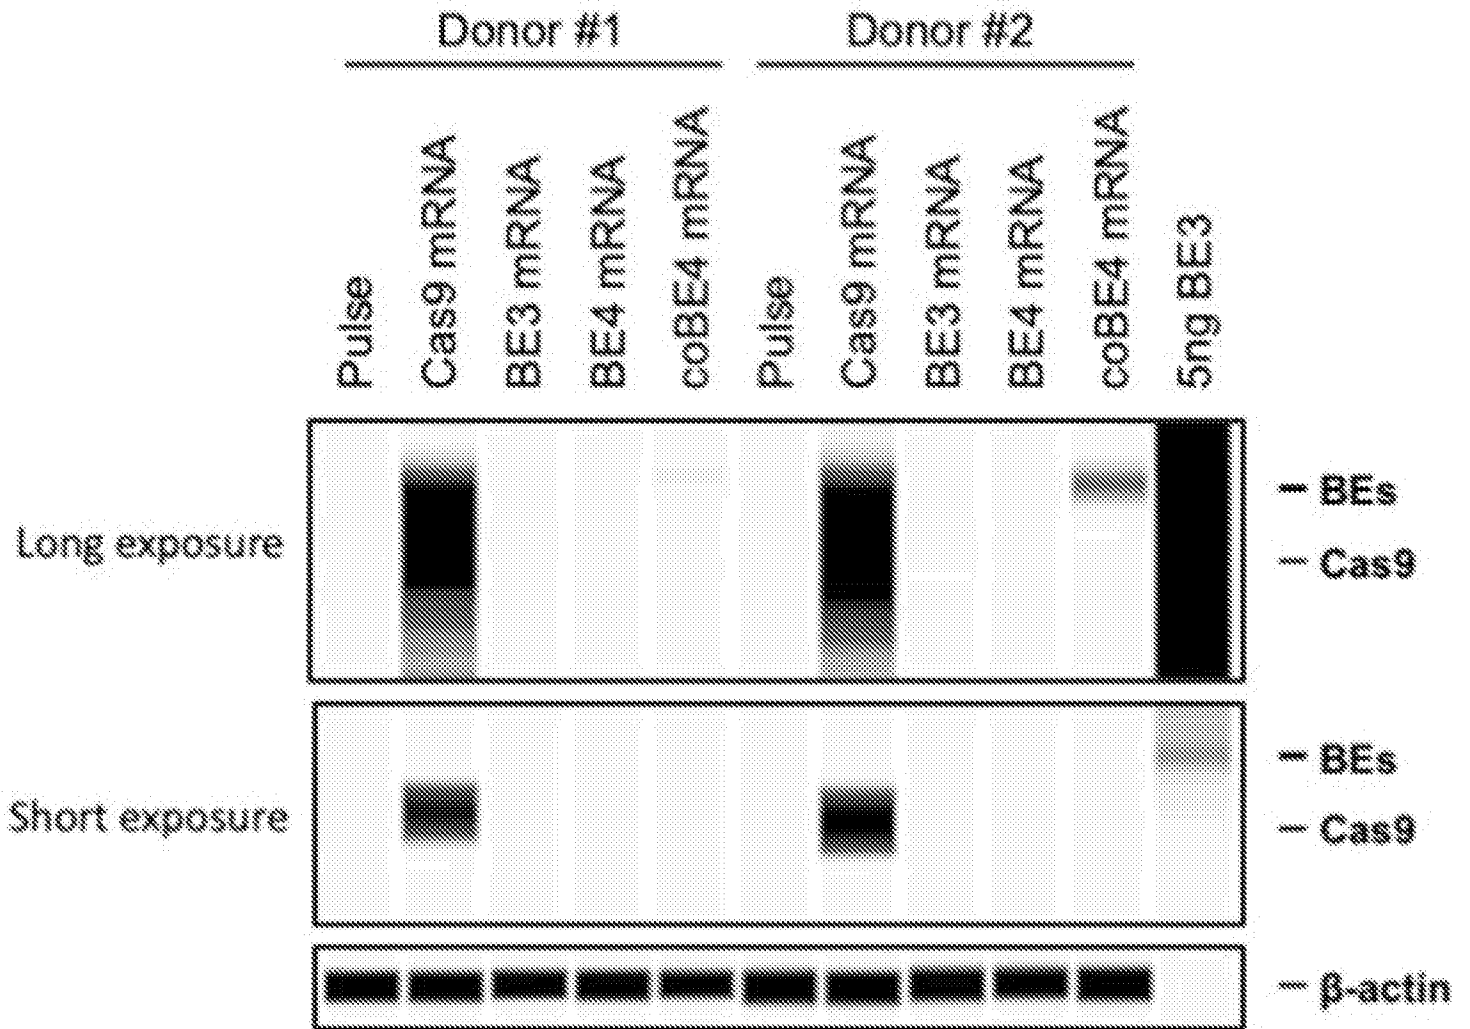 Donor #1 Donor #2
Pulse Cas9 mRNA BE3 mRNA BE4 mRNA coBE4 mRNA Pulse Cas9 mRNA BE3 mRNA BE4 mRNA coBE4 mRNA 5ng BE3
– BEs
Long exposure
– Cas9
– BEs
Short exposure
– Cas9
– β-actin